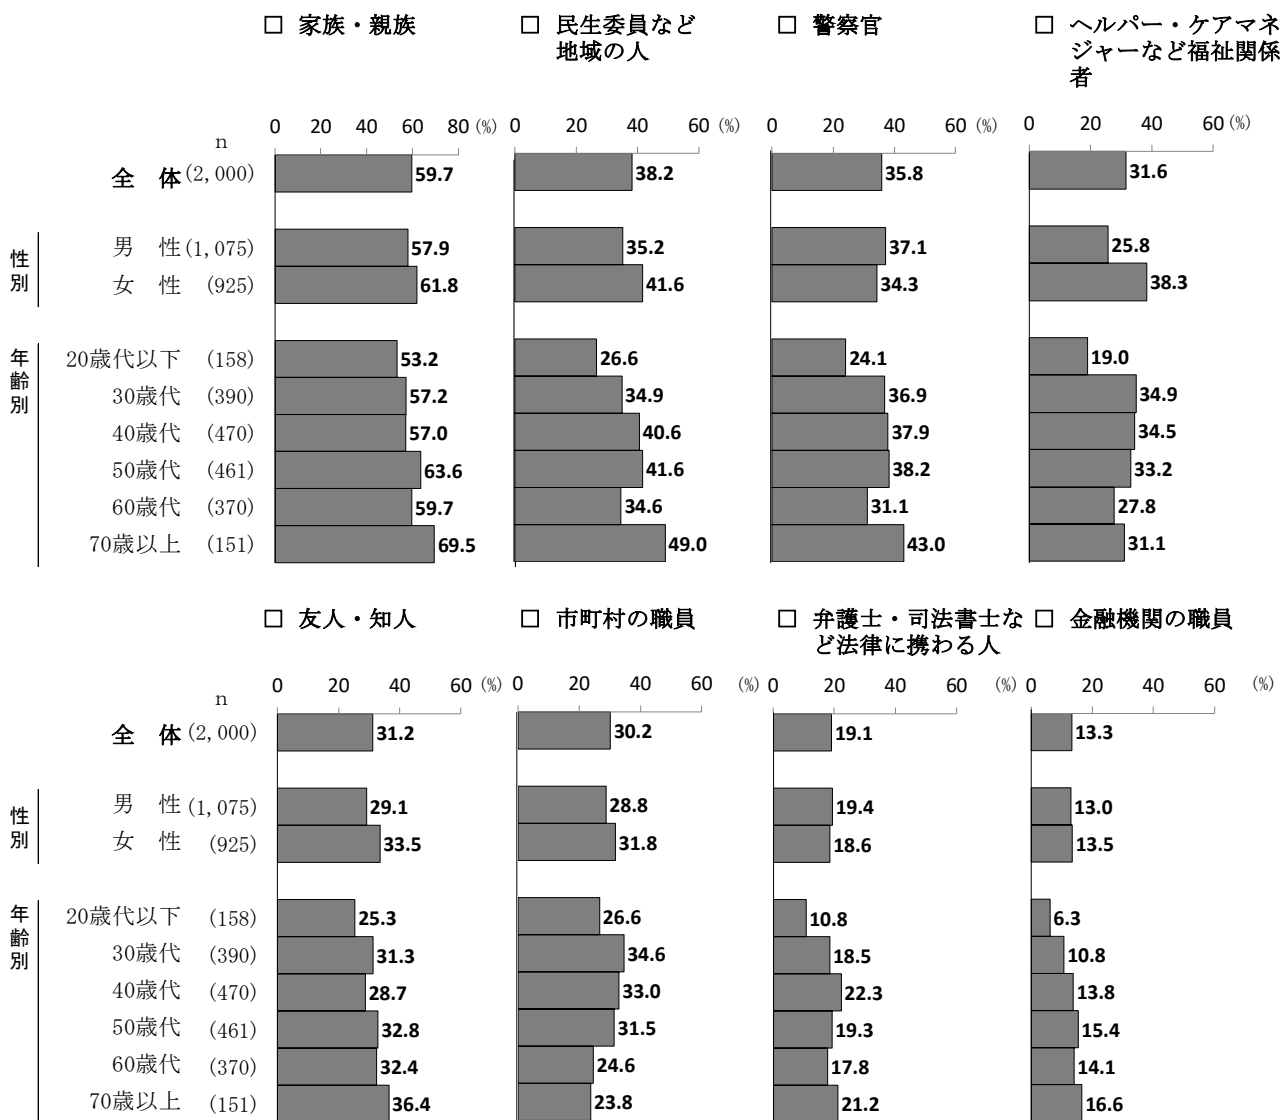 □ 家族・親族 □ 民生委員など地域の人 □ 警察官 □ ヘルパー・ケアマネジャーなど福祉関係者
0 20 40 60 80 (%) 0 20 40 60 (%) 0 20 40 60 (%) 0 20 40 60 (%)
n
全 体 (2,000) 59.7 38.2 35.8 31.6
性別
男 性 (1,075) 57.9 35.2 37.1 25.8
女 性 (925) 61.8 41.6 34.3 38.3
年齢別
20歳代以下 (158) 53.2 26.6 24.1 19.0
30歳代 (390) 57.2 34.9 36.9 34.9
40歳代 (470) 57.0 40.6 37.9 34.5
50歳代 (461) 63.6 41.6 38.2 33.2
60歳代 (370) 59.7 34.6 31.1 27.8
70歳以上 (151) 69.5 49.0 43.0 31.1
□ 友人・知人 □ 市町村の職員 □ 弁護士・司法書士など法律に携わる人 □ 金融機関の職員
0 20 40 60 (%) 0 20 40 60 (%) 0 20 40 60 (%) 0 20 40 60 (%)
n
全 体 (2,000) 31.2 30.2 19.1 13.3
性別
男 性 (1,075) 29.1 28.8 19.4 13.0
女 性 (925) 33.5 31.8 18.6 13.5
年齢別
20歳代以下 (158) 25.3 26.6 10.8 6.3
30歳代 (390) 31.3 34.6 18.5 10.8
40歳代 (470) 28.7 33.0 22.3 13.8
50歳代 (461) 32.8 31.5 19.3 15.4
60歳代 (370) 32.4 24.6 17.8 14.1
70歳以上 (151) 36.4 23.8 21.2 16.6